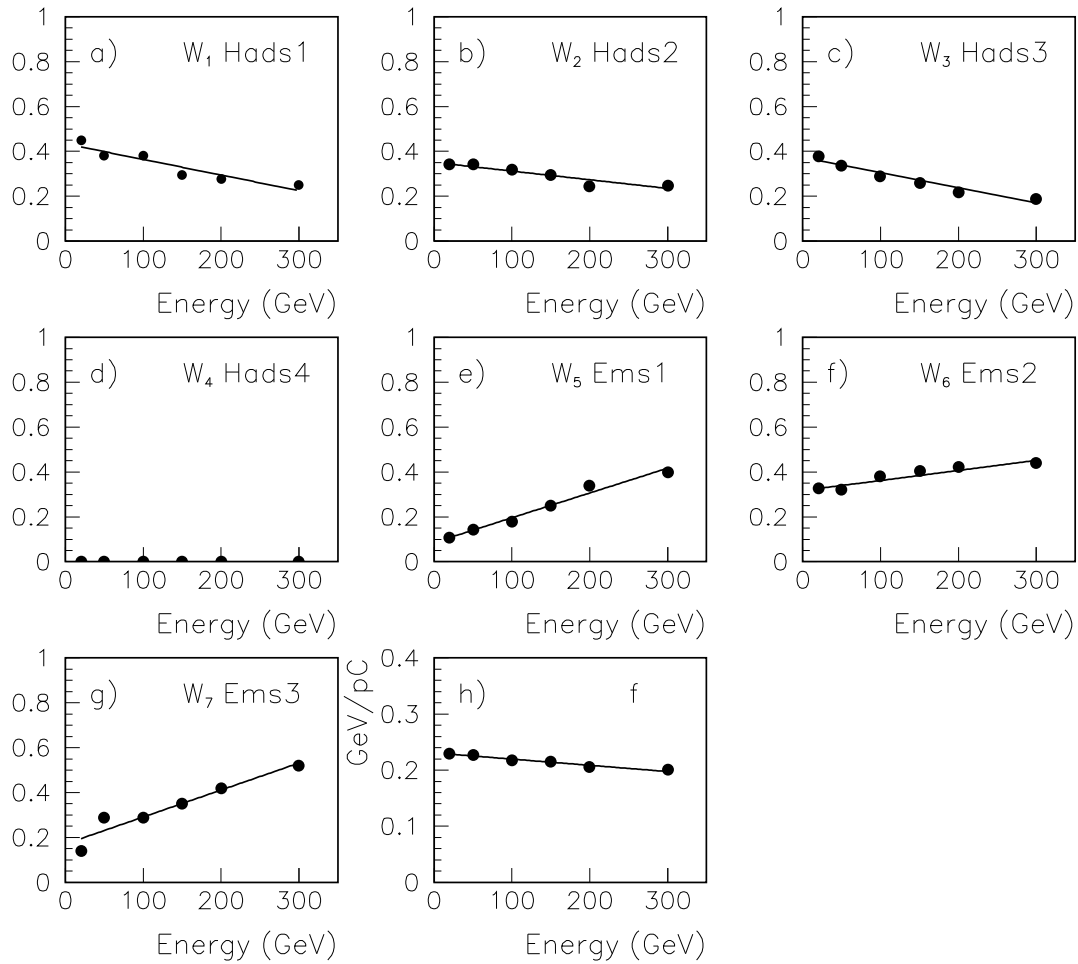 1
0.8
0.6
0.4
0.2
0
a) W₁ Hads1
0 100 200 300
Energy (GeV)
1
0.8
0.6
0.4
0.2
0
b) W₂ Hads2
0 100 200 300
Energy (GeV)
1
0.8
0.6
0.4
0.2
0
c) W₃ Hads3
0 100 200 300
Energy (GeV)
1
0.8
0.6
0.4
0.2
0
d) W₄ Hads4
0 100 200 300
Energy (GeV)
1
0.8
0.6
0.4
0.2
0
e) W₅ Ems1
0 100 200 300
Energy (GeV)
1
0.8
0.6
0.4
0.2
0
f) W₆ Ems2
0 100 200 300
Energy (GeV)
1
0.8
0.6
0.4
0.2
0
g) W₇ Ems3
0 100 200 300
Energy (GeV)
GeV/pC
0.4
0.3
0.2
0.1
0
h) f
0 100 200 300
Energy (GeV)